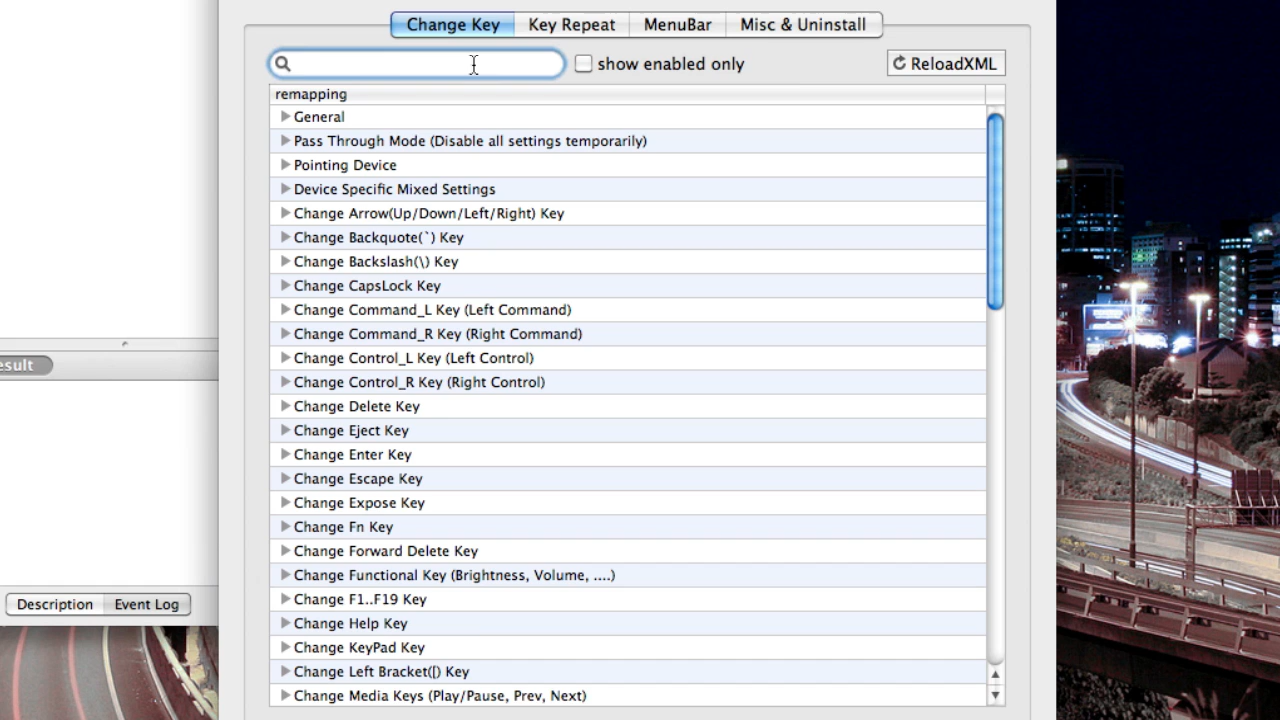 Change Key Key Repeat MenuBar Misc & Uninstall
show enabled only ReloadXML
remapping
General
Pass Through Mode (Disable all settings temporarily)
Pointing Device
Device Specific Mixed Settings
Change Arrow(Up/Down/Left/Right) Key
Change Backquote(`) Key
Change Backslash(\) Key
Change CapsLock Key
Change Command_L Key (Left Command)
Change Command_R Key (Right Command)
Change Control_L Key (Left Control)
Change Control_R Key (Right Control)
Change Delete Key
Change Eject Key
Change Enter Key
Change Escape Key
Change Expose Key
Change Fn Key
Change Forward Delete Key
Change Functional Key (Brightness, Volume, ....)
Change F1..F19 Key
Change Help Key
Change KeyPad Key
Change Left Bracket([) Key
Change Media Keys (Play/Pause, Prev, Next)
esult
Description Event Log